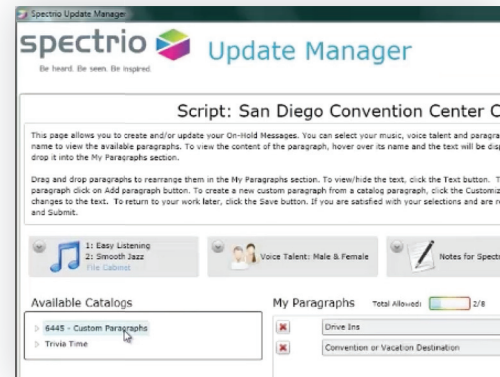 Spectrio Update Manager
spectrio Update Manager
Be heard. Be seen. Be inspired.
Script: San Diego Convention Center C
This page allows you to create and/or update your On-Hold Messages. You can select your music, voice talent and paragra
name to view the available paragraphs. To view the content of the paragraph, hover over its name and the text will be disp
drop it into the My Paragraphs section.
Drag and drop paragraphs to rearrange them in the My Paragraphs section. To view/hide the text, click the Text button. T
paragraph click on Add paragraph button. To create a new custom paragraph from a catalog paragraph, click the Customiz
changes to the text. To return to your work later, click the Save button. If you are satisfied with your selections and are r
and Submit.
1: Easy Listening
2: Smooth Jazz
File Cabinet
Voice Talent: Male & Female
Notes for Spectr
Available Catalogs
6445 - Custom Paragraphs
Trivia Time
My Paragraphs Total Allowed: 2/8
Drive Ins
Convention or Vacation Destination